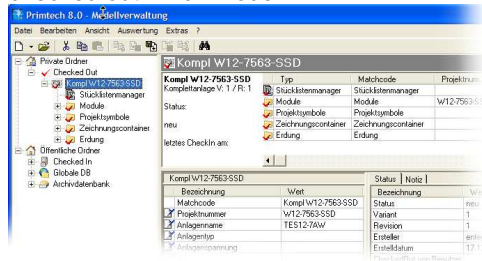 Primtech 8.0 - Modellverwaltung
Datei Bearbeiten Ansicht Auswertung Extras ?
Private Ordner
Checked Out
Kompl W12-7563-SSD
Stücklistenmanager
Module
Projektsymbole
Zeichnungscontainer
Erdung
Öffentliche Ordner
Checked In
Globale DB
Archivdatenbank
Kompl W12-7563-SSD
Kompl W12-7563-SSD
Komplettanlage V: 1 / R: 1
Status:
neu
letztes CheckIn am:
Typ Matchcode
Stücklistenmanager Stücklistenmanager
Module Module W12-7563-S
Projektsymbole Projektsymbole
Zeichnungscontainer Zeichnungscontainer
Erdung Erdung
Kompl W12-7563-SSD
Bezeichnung Wert
Matchcode Kompl W12-7563-SSD
Projektnummer W12-7563-SSD
Anlagenname TES12-7AW
Anlagentyp
Anlagenspannung
Status Notiz
Bezeichnung
Status neu
Variant 1
Revision 1
Ersteller
Erstelldatum 17.1